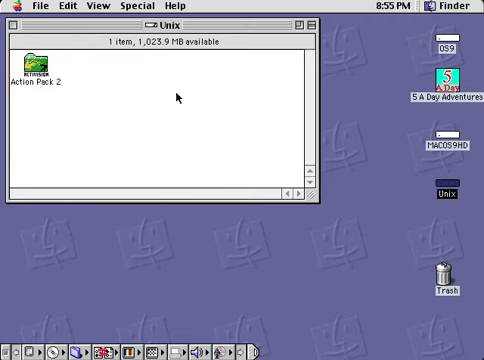 File Edit View Special Help 8:55 PM Finder
Unix
1 item, 1,023.9 MB available
ACTIVISION
Action Pack 2
OS9
5
A Day
5 A Day Adventures
MACOS9HD
Unix
Trash